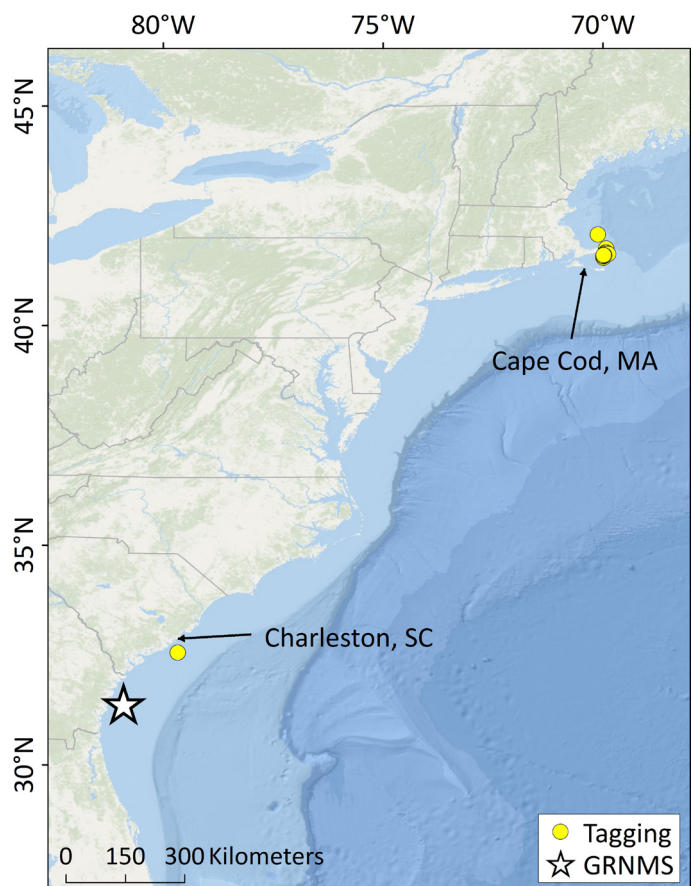 80°W 75°W 70°W
45°N
40°N
Cape Cod, MA
35°N
Charleston, SC
30°N
Tagging
GRNMS
0 150 300 Kilometers